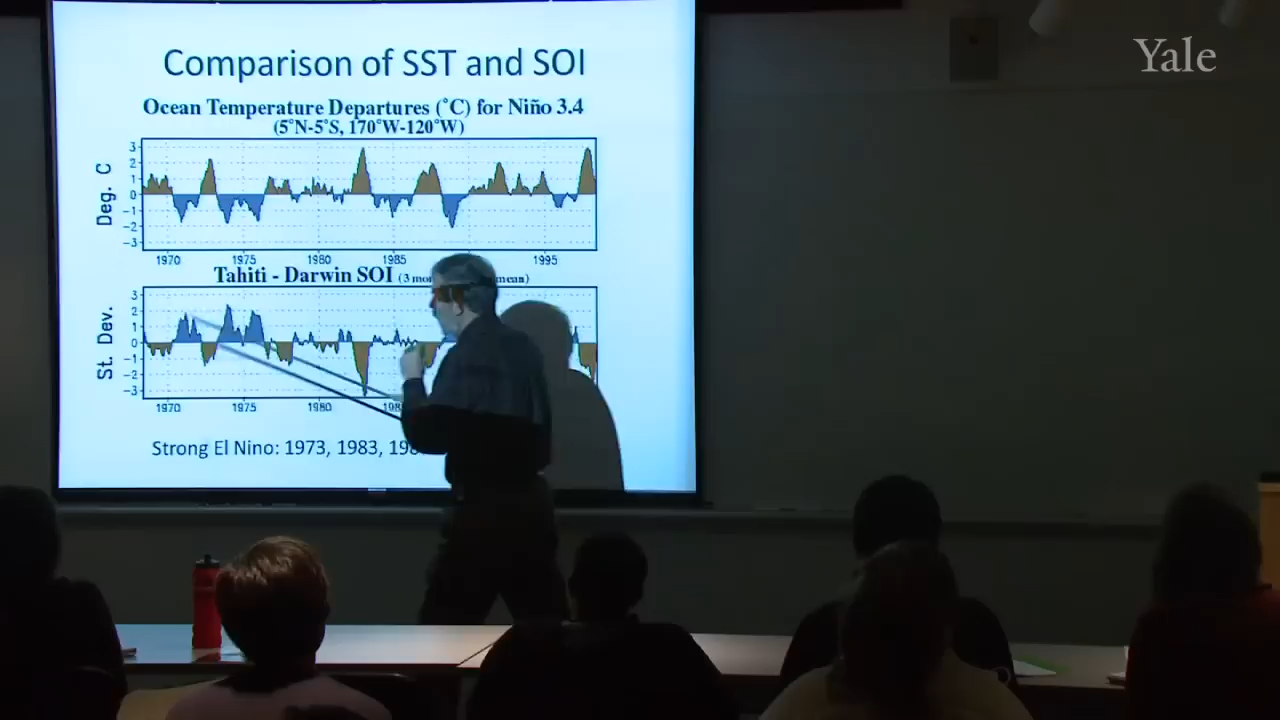 Yale
Comparison of SST and SOI
Ocean Temperature Departures (˚C) for Niño 3.4
(5˚N-5˚S, 170˚W-120˚W)
Deg. C
3
2
1
0
-1
-2
-3
1970 1975 1980 1985 1995
Tahiti - Darwin SOI (3 mean)
St. Dev.
3
2
1
0
-1
-2
-3
1970 1975 1980
Strong El Nino: 1973, 1983,